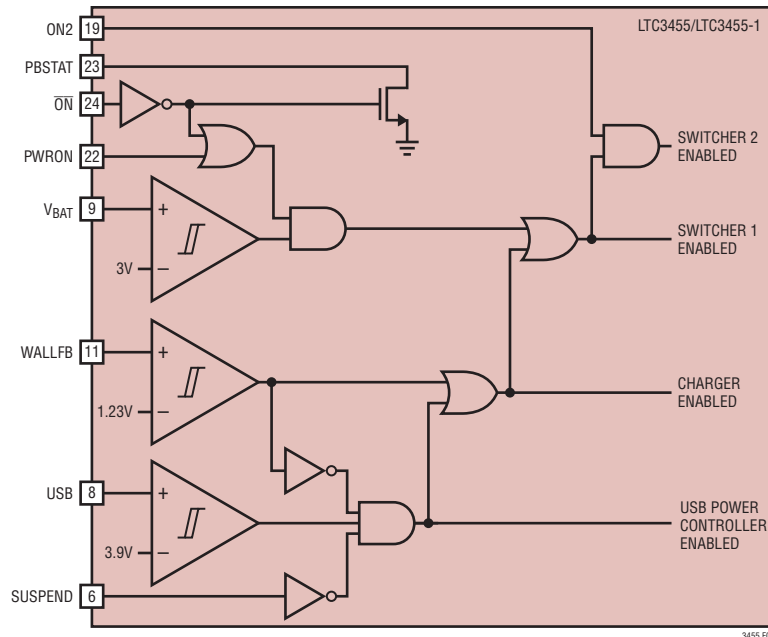 LTC3455/LTC3455-1
ON2 19
PBSTAT 23
ON 24
PWRON 22
VBAT 9
+
3V −
SWITCHER 2
ENABLED
SWITCHER 1
ENABLED
WALLFB 11
+
1.23V −
CHARGER
ENABLED
USB 8
+
3.9V −
USB POWER
CONTROLLER
ENABLED
SUSPEND 6